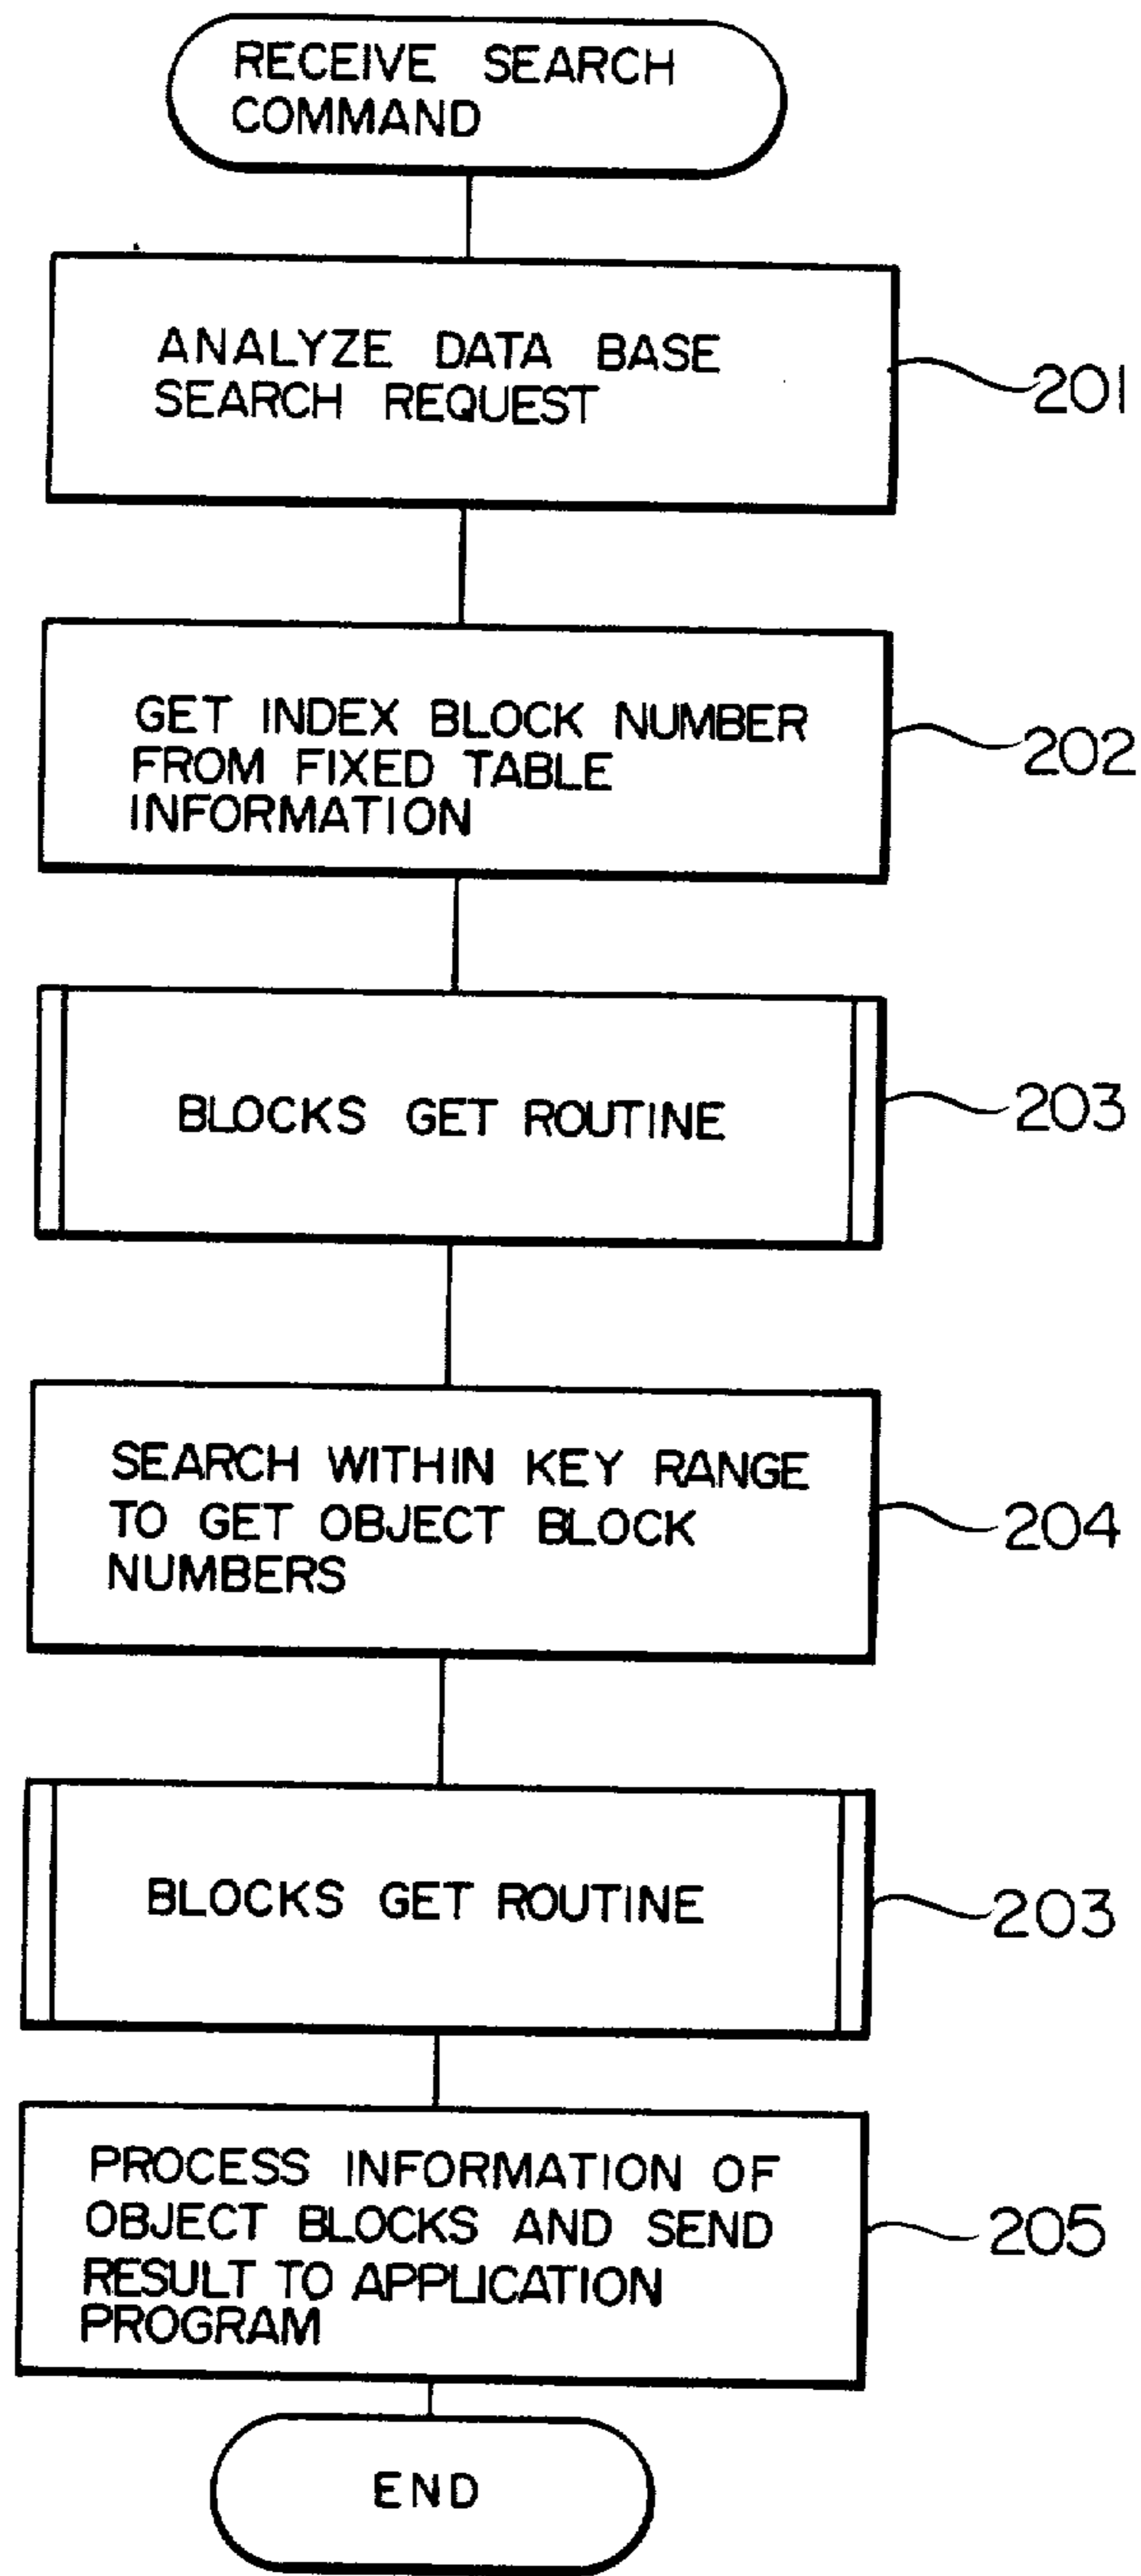 RECEIVE SEARCH
COMMAND
ANALYZE DATA BASE
SEARCH REQUEST
201
GET INDEX BLOCK NUMBER
FROM FIXED TABLE
INFORMATION
202
BLOCKS GET ROUTINE
203
SEARCH WITHIN KEY RANGE
TO GET OBJECT BLOCK
NUMBERS
204
BLOCKS GET ROUTINE
203
PROCESS INFORMATION OF
OBJECT BLOCKS AND SEND
RESULT TO APPLICATION
PROGRAM
205
END